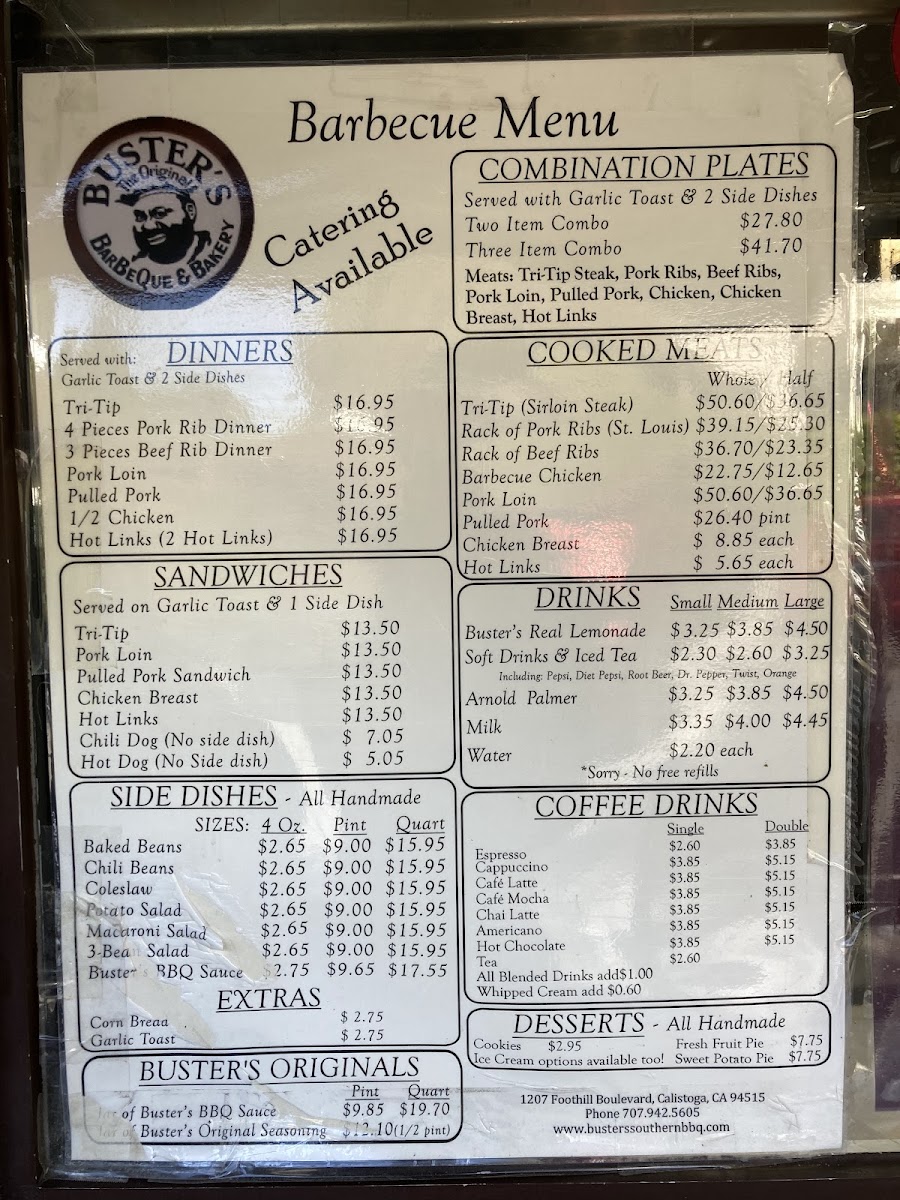 BUSTER'S
The Original
BARBEQUE & BAKERY
Barbecue Menu
Catering
Available
COMBINATION PLATES
Served with Garlic Toast & 2 Side Dishes
Two Item Combo $27.80
Three Item Combo $41.70
Meats: Tri-Tip Steak, Pork Ribs, Beef Ribs,
Pork Loin, Pulled Pork, Chicken, Chicken
Breast, Hot Links
Served with: DINNERS
Garlic Toast & 2 Side Dishes
Tri-Tip $16.95
4 Pieces Pork Rib Dinner $16.95
3 Pieces Beef Rib Dinner $16.95
Pork Loin $16.95
Pulled Pork $16.95
1/2 Chicken $16.95
Hot Links (2 Hot Links) $16.95
COOKED MEATS
Whole / Half
Tri-Tip (Sirloin Steak) $50.60/$36.65
Rack of Pork Ribs (St. Louis) $39.15/$25.30
Rack of Beef Ribs $36.70/$23.35
Barbecue Chicken $22.75/$12.65
Pork Loin $50.60/$36.65
Pulled Pork $26.40 pint
Chicken Breast $ 8.85 each
Hot Links $ 5.65 each
SANDWICHES
Served on Garlic Toast & 1 Side Dish
Tri-Tip $13.50
Pork Loin $13.50
Pulled Pork Sandwich $13.50
Chicken Breast $13.50
Hot Links $13.50
Chili Dog (No side dish) $ 7.05
Hot Dog (No Side dish) $ 5.05
DRINKS Small Medium Large
Buster's Real Lemonade $3.25 $3.85 $4.50
Soft Drinks & Iced Tea $2.30 $2.60 $3.25
Including: Pepsi, Diet Pepsi, Root Beer, Dr. Pepper, Twist, Orange
Arnold Palmer $3.25 $3.85 $4.50
Milk $3.35 $4.00 $4.45
Water $2.20 each
*Sorry - No free refills
SIDE DISHES - All Handmade
SIZES: 4 Oz. Pint Quart
Baked Beans $2.65 $9.00 $15.95
Chili Beans $2.65 $9.00 $15.95
Coleslaw $2.65 $9.00 $15.95
Potato Salad $2.65 $9.00 $15.95
Macaroni Salad $2.65 $9.00 $15.95
3-Bean Salad $2.65 $9.00 $15.95
Buster's BBQ Sauce $2.75 $9.65 $17.55
EXTRAS
Corn Bread $ 2.75
Garlic Toast $ 2.75
COFFEE DRINKS
Single Double
Espresso $2.60 $3.85
Cappuccino $3.85 $5.15
Café Latte $3.85 $5.15
Café Mocha $3.85 $5.15
Chai Latte $3.85 $5.15
Americano $3.85 $5.15
Hot Chocolate $3.85 $5.15
Tea $2.60
All Blended Drinks add$1.00
Whipped Cream add $0.60
DESSERTS - All Handmade
Cookies $2.95 Fresh Fruit Pie $7.75
Ice Cream options available too! Sweet Potato Pie $7.75
BUSTER'S ORIGINALS
Pint Quart
of Buster's BBQ Sauce $9.85 $19.70
of Buster's Original Seasoning $12.10(1/2 pint)
1207 Foothill Boulevard, Calistoga, CA 94515
Phone 707.942.5605
www.busterssouthernbbq.com